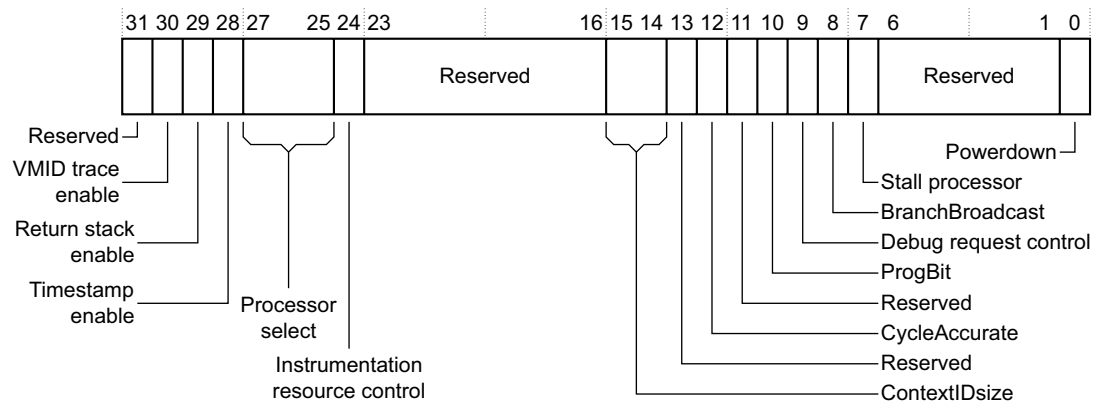 31 30 29 28 27 25 24 23 16 15 14 13 12 11 10 9 8 7 6 1 0
Reserved Reserved
Reserved
VMID trace
enable
Return stack
enable
Timestamp
enable
Processor
select
Instrumentation
resource control
Powerdown
Stall processor
BranchBroadcast
Debug request control
ProgBit
Reserved
CycleAccurate
Reserved
ContextIDsize